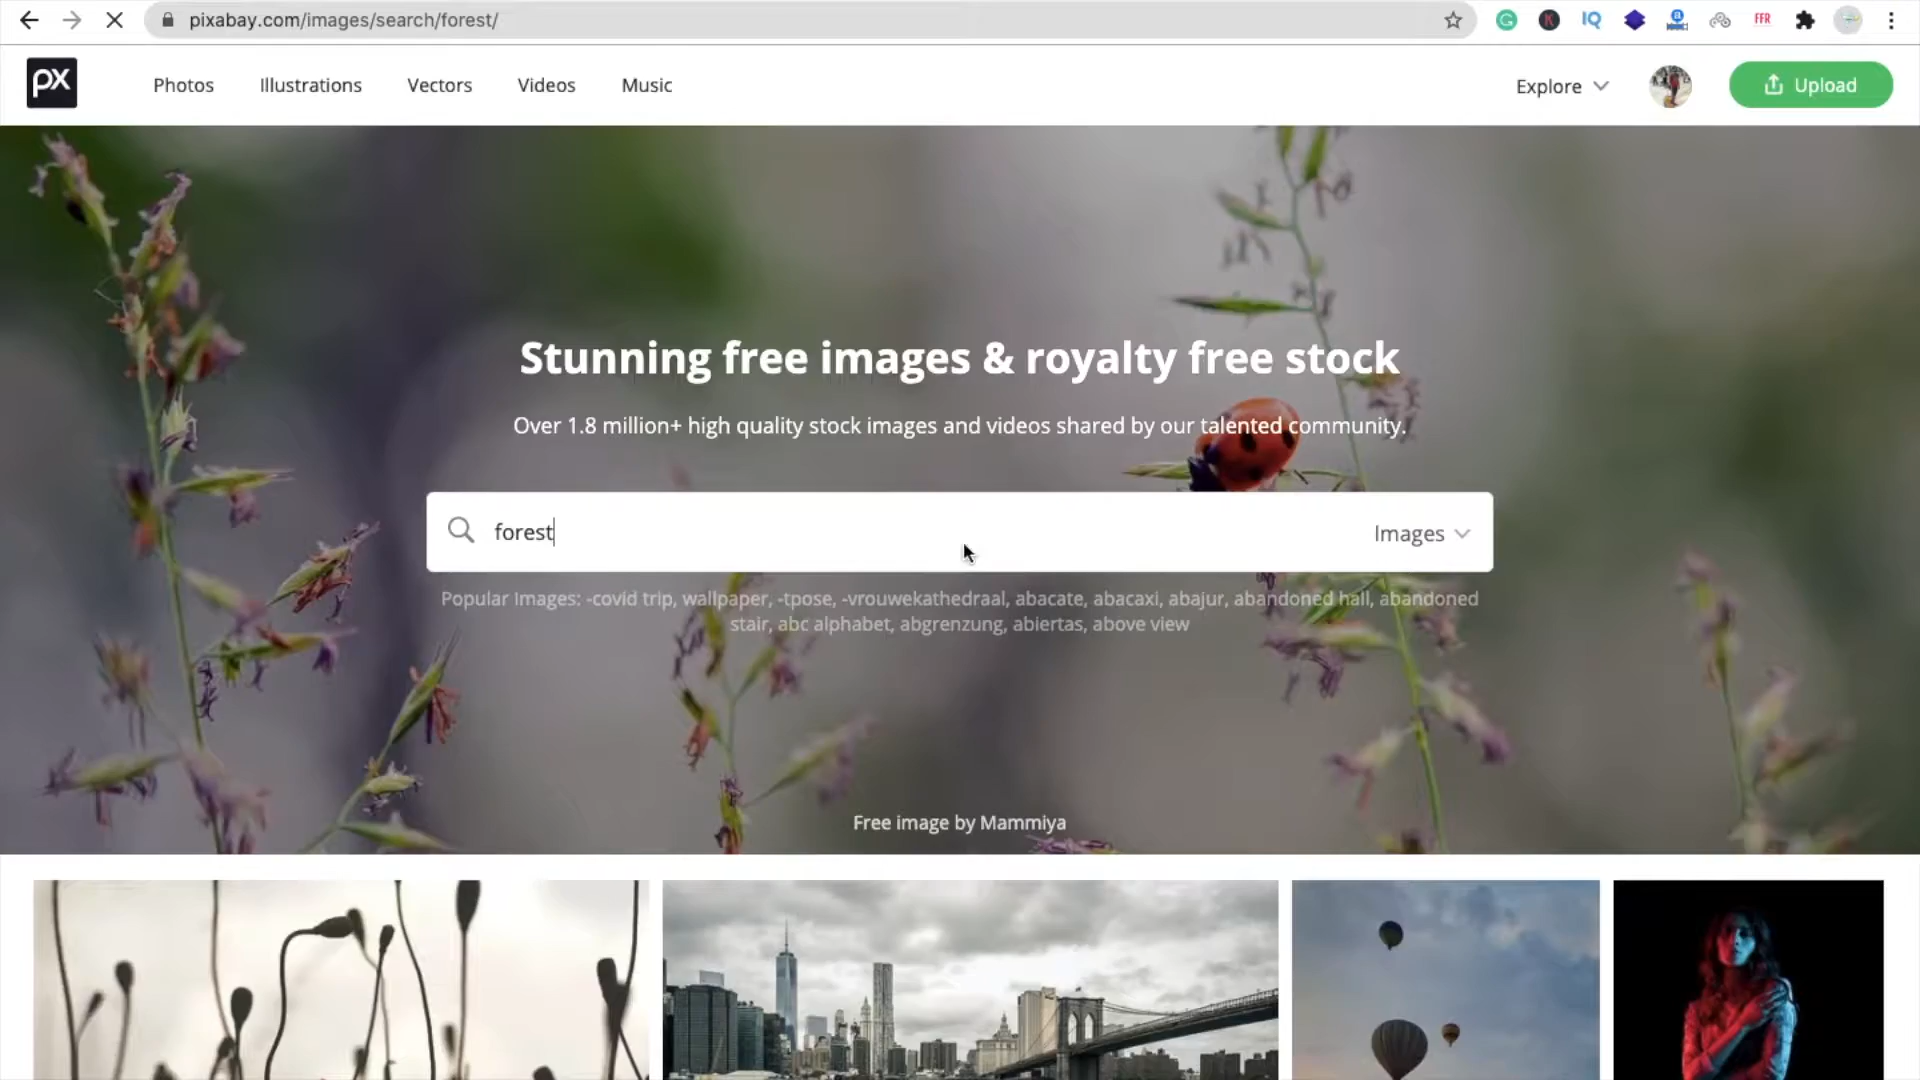 pixabay.com/images/search/forest/
G
K
IQ
FFR
px
Photos
Illustrations
Vectors
Videos
Music
Explore
Upload
Stunning free images & royalty free stock
Over 1.8 million+ high quality stock images and videos shared by our talented community.
forest
Images
Popular Images: -covid trip, wallpaper, -tpose, -vrouwekathedraal, abacate, abacaxi, abajur, abandoned hall, abandoned
stair, abc alphabet, abgrenzung, abiertas, above view
Free image by Mammiya